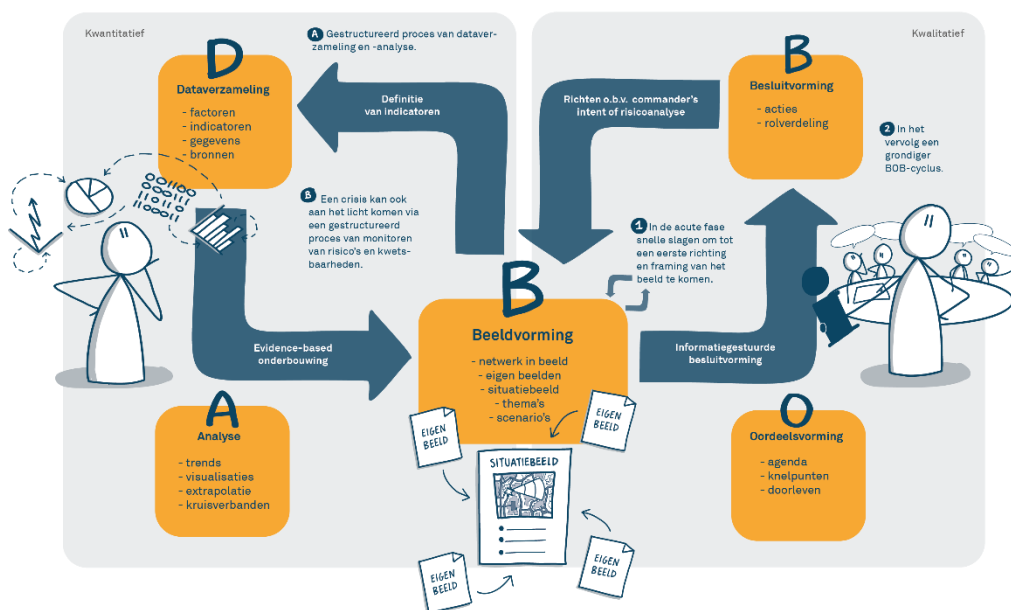 Kwantitatief
A Gestructureerd proces van dataver-
zameling en -analyse.
D
Dataverzameling
- factoren
- indicatoren
- gegevens
- bronnen
Definitie
van indicatoren
B Een crisis kan ook
aan het licht komen via
een gestructureerd
proces van monitoren
van risico's en kwets-
baarheden.
Evidence-based
onderbouwing
A
Analyse
- trends
- visualisaties
- extrapolatie
- kruisverbanden
Kwalitatief
Richten o.b.v. commander's
intent of risicoanalyse
B
Besluitvorming
- acties
- rolverdeling
2 In het
vervolg een
grondiger
BOB-cyclus.
1 In de acute fase
snelle slagen om tot
een eerste richting
en framing van het
beeld te komen.
B
Beeldvorming
- netwerk in beeld
- eigen beelden
- situatiebeeld
- thema's
- scenario's
Informatiegestuurde
besluitvorming
O
Oordeelsvorming
- agenda
- knelpunten
- doorleven
EIGEN
BEELD
EIGEN
BEELD
SITUATIEBEELD
EIGEN
BEELD
EIGEN
BEELD